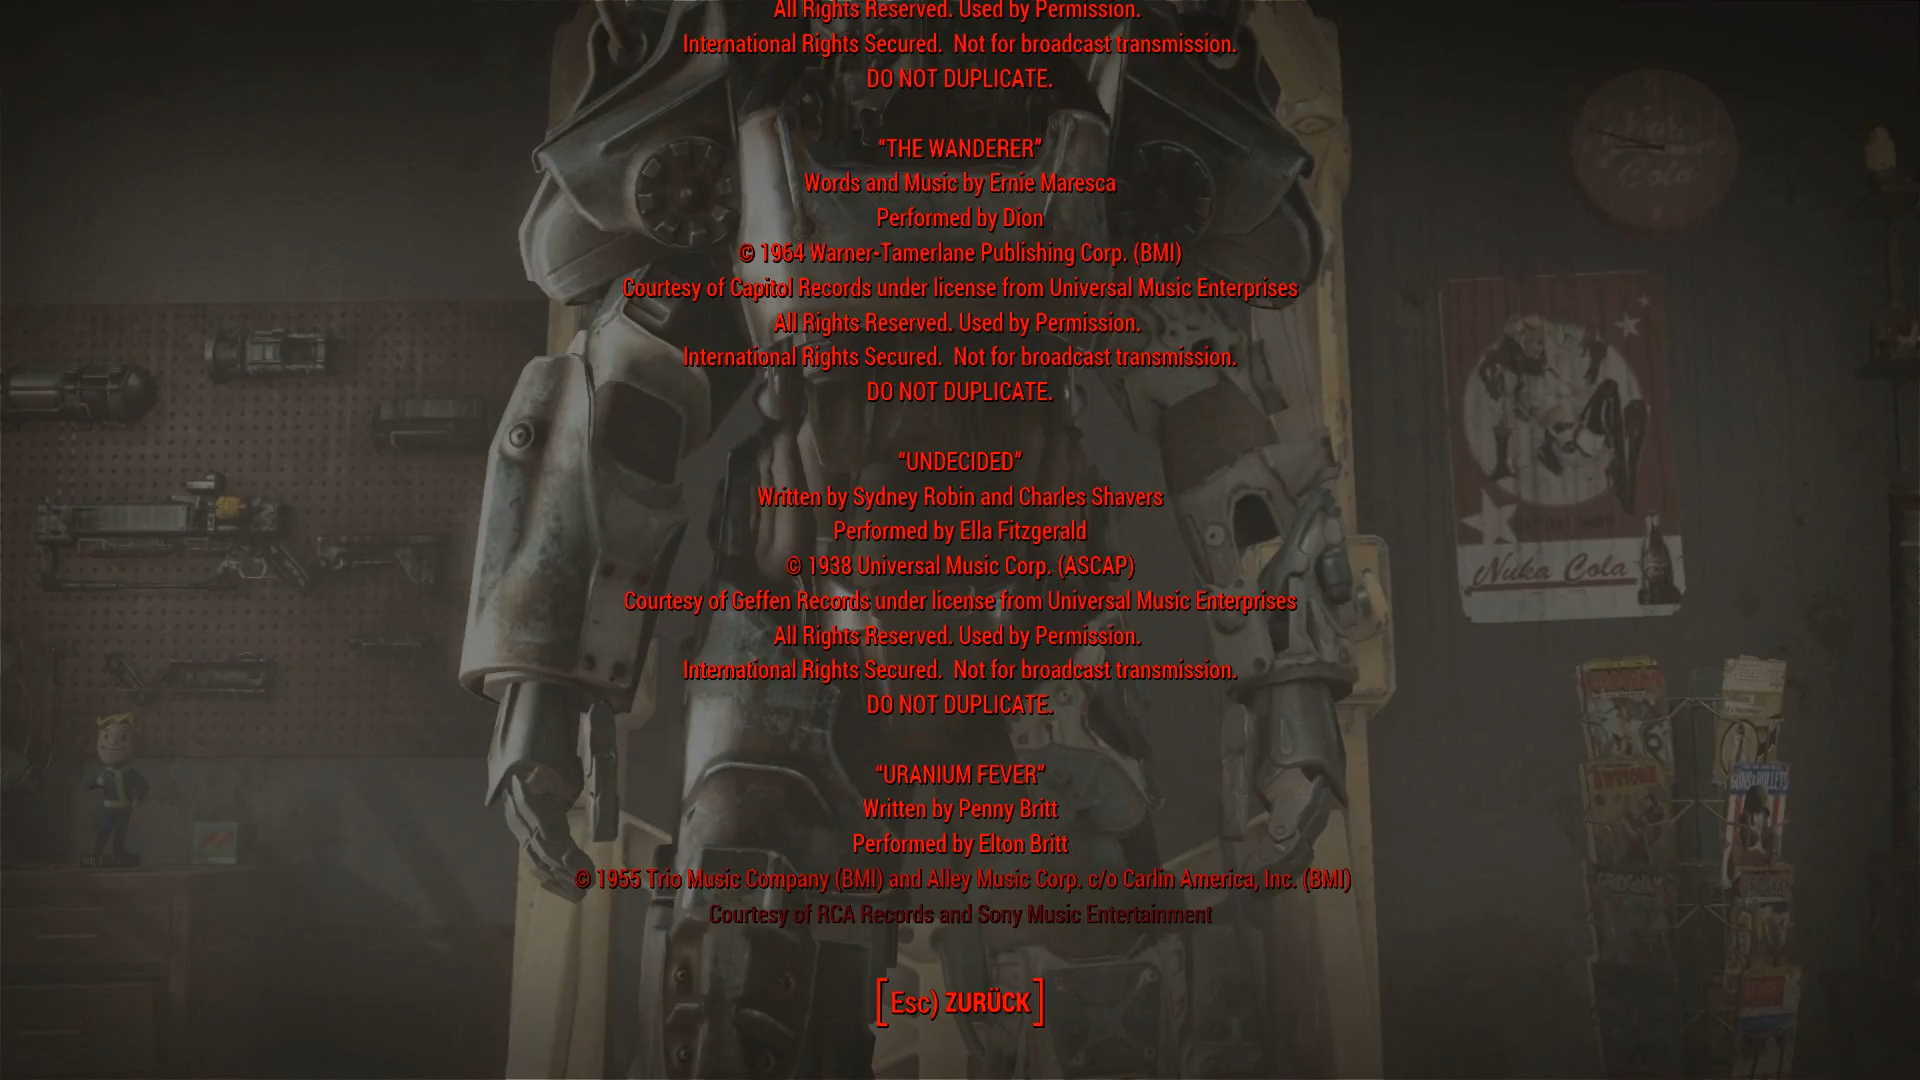 All Rights Reserved. Used by Permission.
International Rights Secured.  Not for broadcast transmission.
DO NOT DUPLICATE.
“THE WANDERER”
Words and Music by Ernie Maresca
Performed by Dion
© 1964 Warner-Tamerlane Publishing Corp. (BMI)
Courtesy of Capitol Records under license from Universal Music Enterprises
All Rights Reserved. Used by Permission.
International Rights Secured.  Not for broadcast transmission.
DO NOT DUPLICATE.
“UNDECIDED”
Written by Sydney Robin and Charles Shavers
Performed by Ella Fitzgerald
© 1938 Universal Music Corp. (ASCAP)
Courtesy of Geffen Records under license from Universal Music Enterprises
All Rights Reserved. Used by Permission.
International Rights Secured.  Not for broadcast transmission.
DO NOT DUPLICATE.
“URANIUM FEVER”
Written by Penny Britt
Performed by Elton Britt
© 1955 Trio Music Company (BMI) and Alley Music Corp. c/o Carlin America, Inc. (BMI)
Courtesy of RCA Records and Sony Music Entertainment
[Esc) ZURÜCK]
Cola
Nuka Cola
AWESOME
GUNS & BULLETS